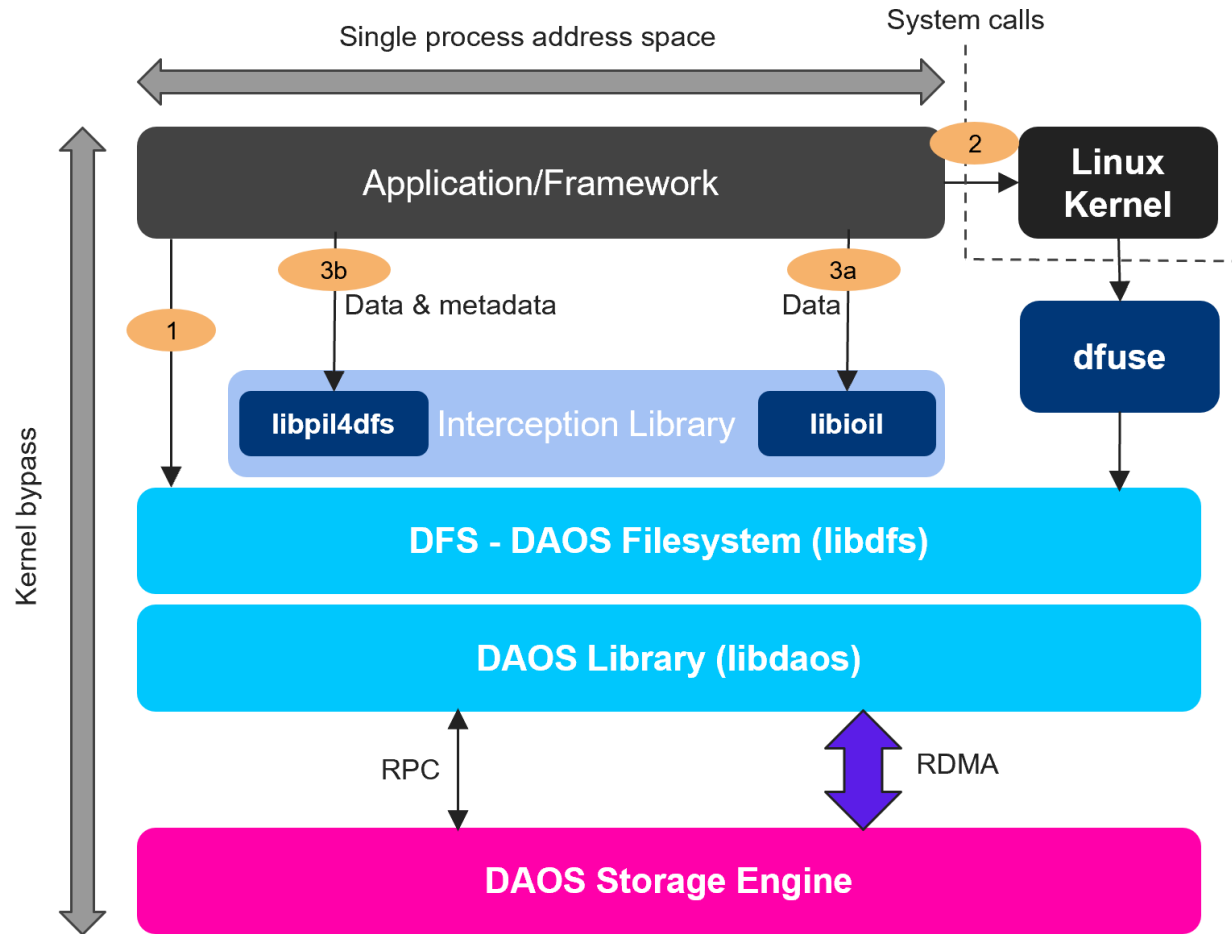 System calls
Single process address space
2
Application/Framework
Linux
Kernel
3b
3a
Data & metadata
Data
1
dfuse
libpil4dfs
Interception Library
libioil
Kernel bypass
DFS - DAOS Filesystem (libdfs)
DAOS Library (libdaos)
RPC
RDMA
DAOS Storage Engine